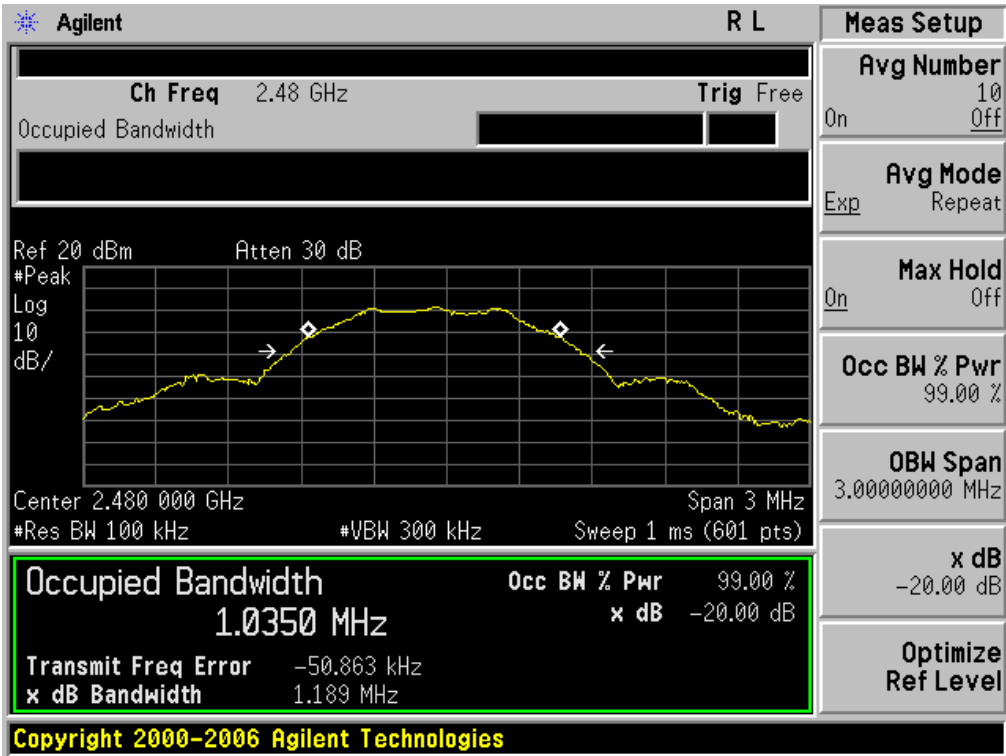 Agilent R L
Ch Freq 2.48 GHz Trig Free
Occupied Bandwidth
Ref 20 dBm Atten 30 dB
#Peak
Log
10
dB/
Center 2.480 000 GHz Span 3 MHz
#Res BW 100 kHz #VBW 300 kHz Sweep 1 ms (601 pts)
Occupied Bandwidth Occ BW % Pwr 99.00 %
1.0350 MHz x dB -20.00 dB
Transmit Freq Error -50.863 kHz
x dB Bandwidth 1.189 MHz
Copyright 2000-2006 Agilent Technologies
Meas Setup
Avg Number
10
On Off
Avg Mode
Exp Repeat
Max Hold
On Off
Occ BW % Pwr
99.00 %
OBW Span
3.00000000 MHz
x dB
-20.00 dB
Optimize
Ref Level